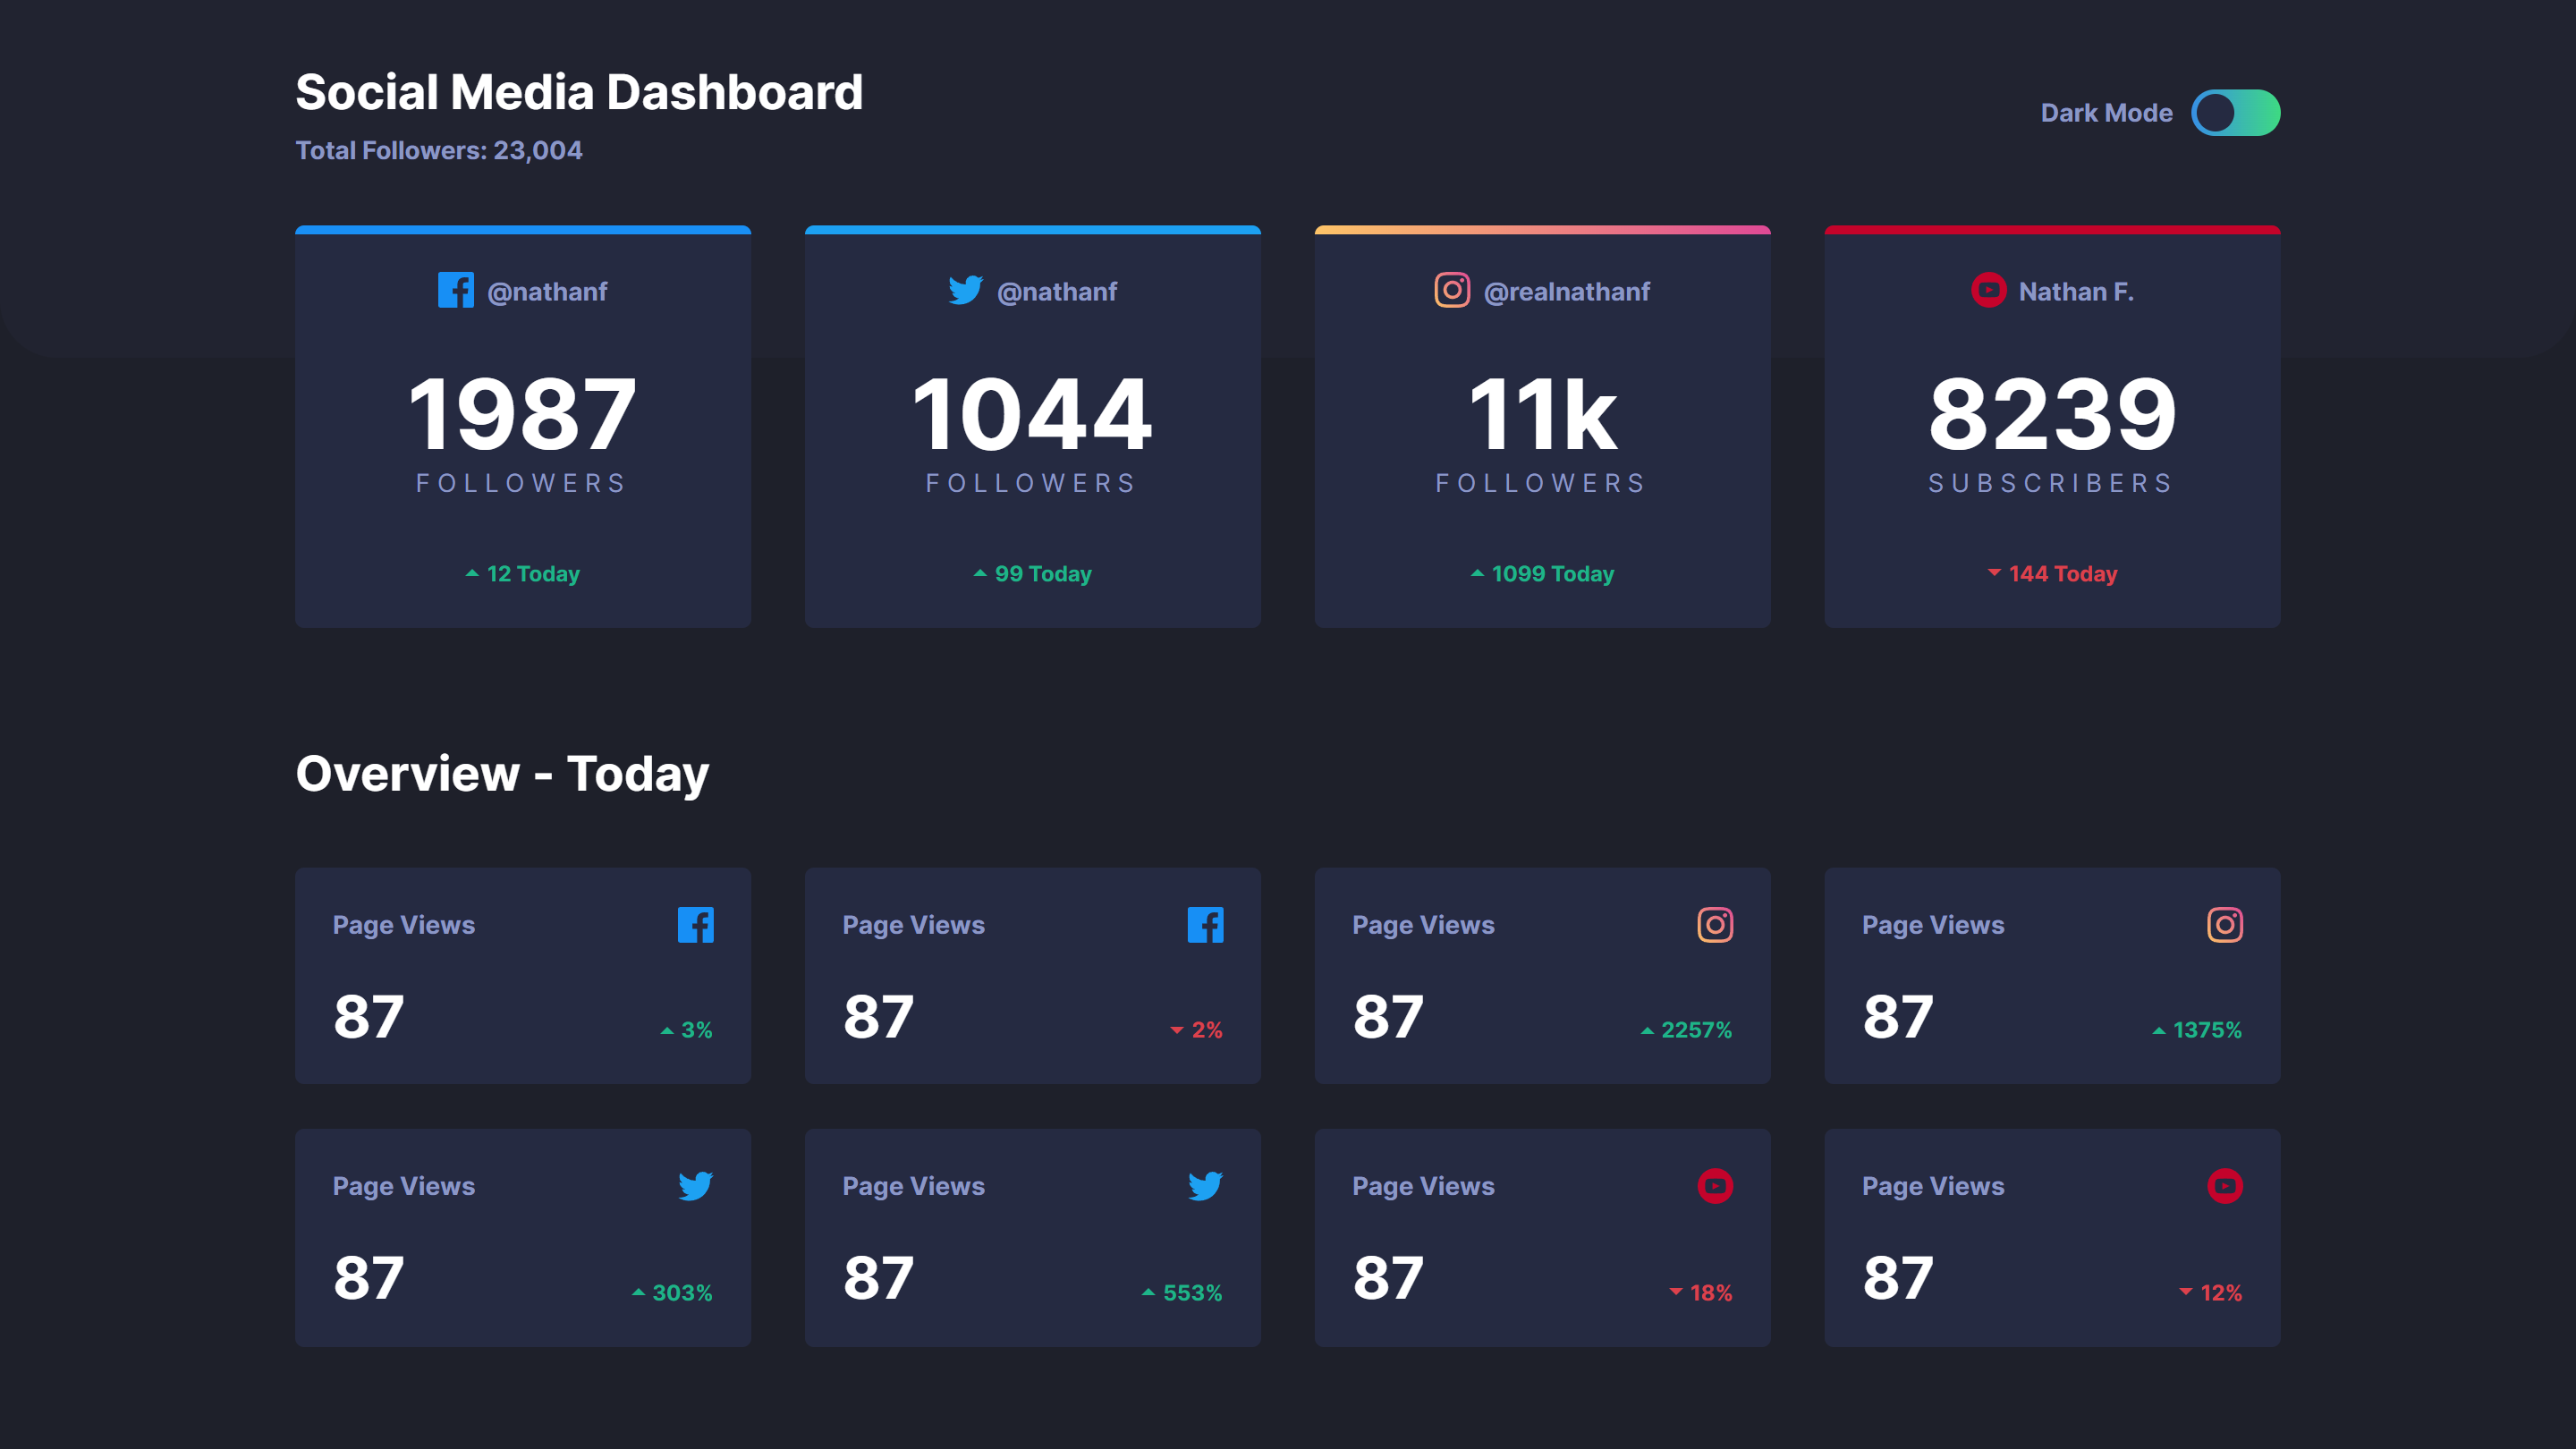 Social Media Dashboard
Total Followers: 23,004
Dark Mode
@nathanf
1987
FOLLOWERS
12 Today
@nathanf
1044
FOLLOWERS
99 Today
@realnathanf
11k
FOLLOWERS
1099 Today
Nathan F.
8239
SUBSCRIBERS
144 Today
Overview - Today
Page Views
87
3%
Page Views
87
2%
Page Views
87
2257%
Page Views
87
1375%
Page Views
87
303%
Page Views
87
553%
Page Views
87
18%
Page Views
87
12%